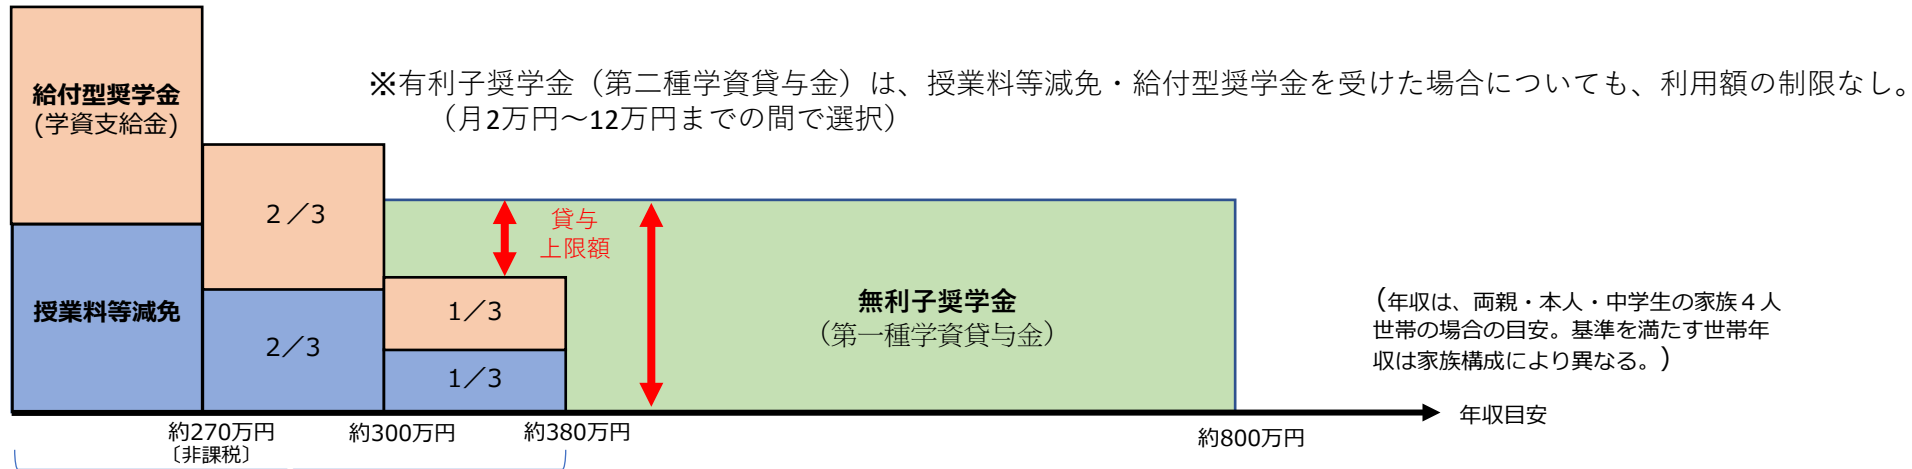 給付型奨学金
(学資支給金)
※有利子奨学金（第二種学資貸与金）は、授業料等減免・給付型奨学金を受けた場合についても、利用額の制限なし。
（月2万円～12万円までの間で選択）
2／3
貸与
上限額
授業料等減免
2／3
1／3
1／3
無利子奨学金
（第一種学資貸与金）
（年収は、両親・本人・中学生の家族４人
世帯の場合の目安。基準を満たす世帯年
収は家族構成により異なる。）
年収目安
約270万円
〔非課税〕
約300万円
約380万円
約800万円